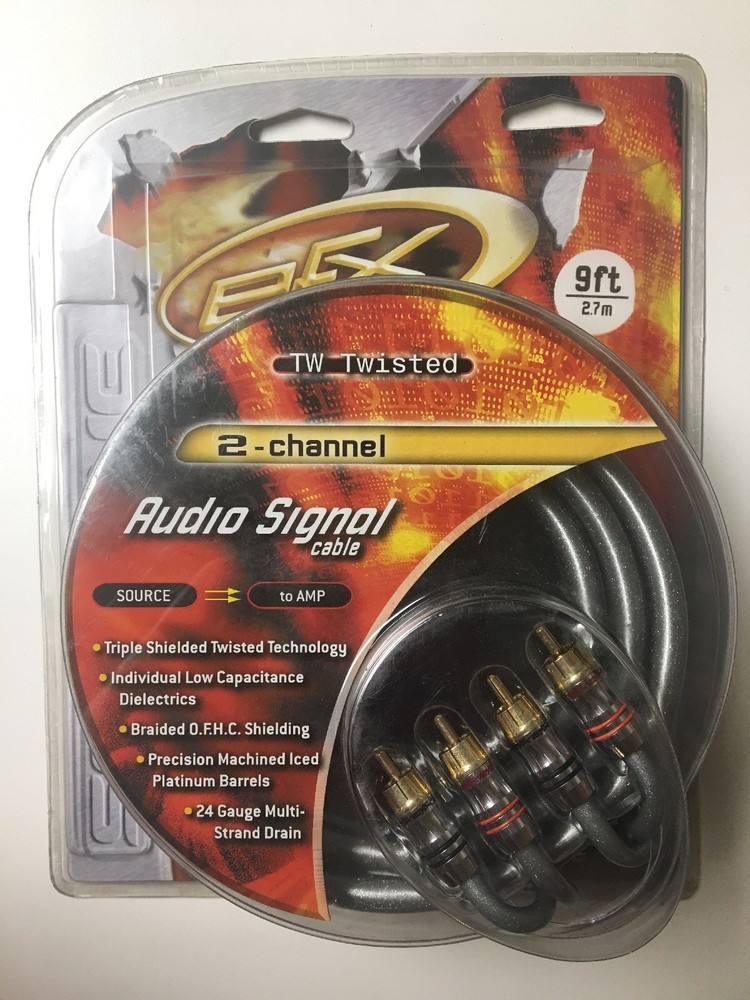 EFX
9ft
2.7m
TW Twisted
2-channel
Audio Signal
cable
SOURCE
to AMP
• Triple Shielded Twisted Technology
• Individual Low Capacitance
Dielectrics
• Braided O.F.H.C. Shielding
• Precision Machined Iced
Platinum Barrels
• 24 Gauge Multi-
Strand Drain